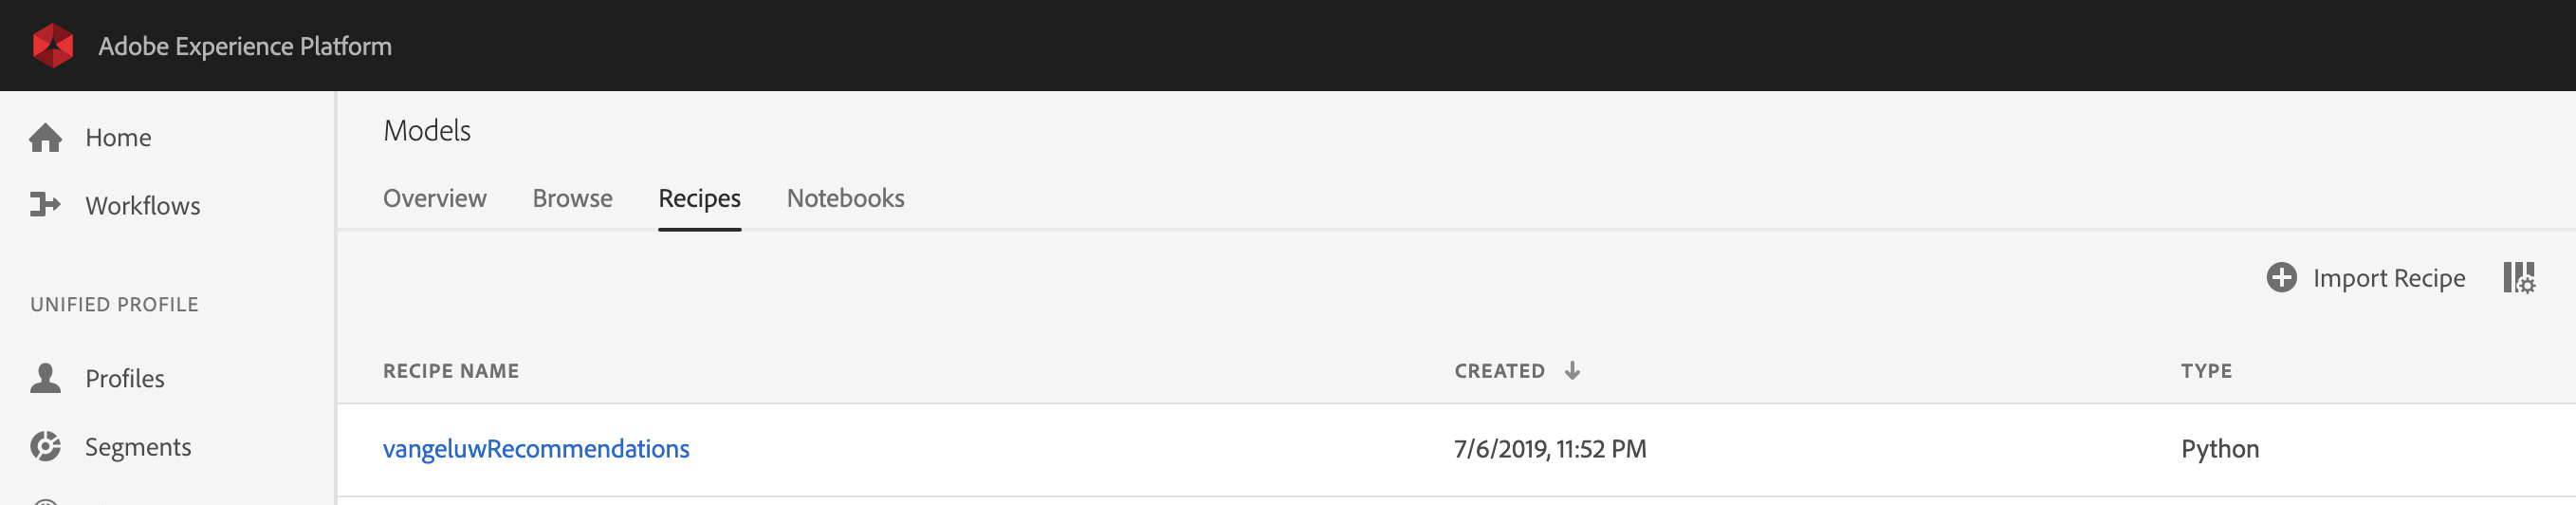 Adobe Experience Platform
Home
Workflows
UNIFIED PROFILE
Profiles
Segments
Models
Overview Browse Recipes Notebooks
Import Recipe
RECIPE NAME CREATED TYPE
vangeluwRecommendations 7/6/2019, 11:52 PM Python